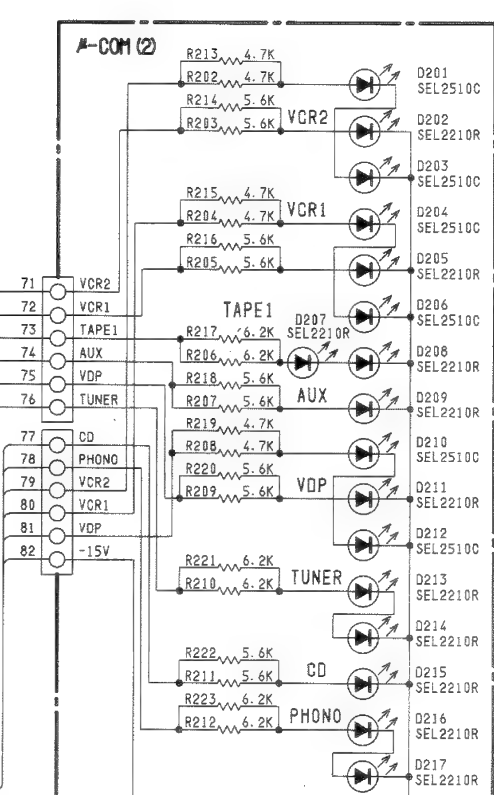 μ-COM (2)
R213 4.7K
R202 4.7K
D201
SEL2510C
R214 5.6K
R203 5.6K
VCR2
D202
SEL2210R
D203
SEL2510C
R215 4.7K
R204 4.7K
VCR1
D204
SEL2510C
R216 5.6K
R205 5.6K
D205
SEL2210R
71 VCR2
72 VCR1
TAPE1
D206
SEL2510C
73 TAPE1
R217 6.2K
D207
SEL2210R
74 AUX
R206 6.2K
D208
SEL2210R
75 VDP
R218 5.6K
76 TUNER
R207 5.6K
AUX
D209
SEL2210R
R219 4.7K
77 CD
R208 4.7K
D210
SEL2510C
78 PHONO
R220 5.6K
79 VCR2
R209 5.6K
VDP
D211
SEL2210R
80 VCR1
81 VDP
D212
SEL2510C
82 -15V
R221 6.2K
R210 6.2K
TUNER
D213
SEL2210R
D214
SEL2210R
R222 5.6K
R211 5.6K
CD
D215
SEL2210R
R223 6.2K
R212 6.2K
PHONO
D216
SEL2210R
D217
SEL2210R